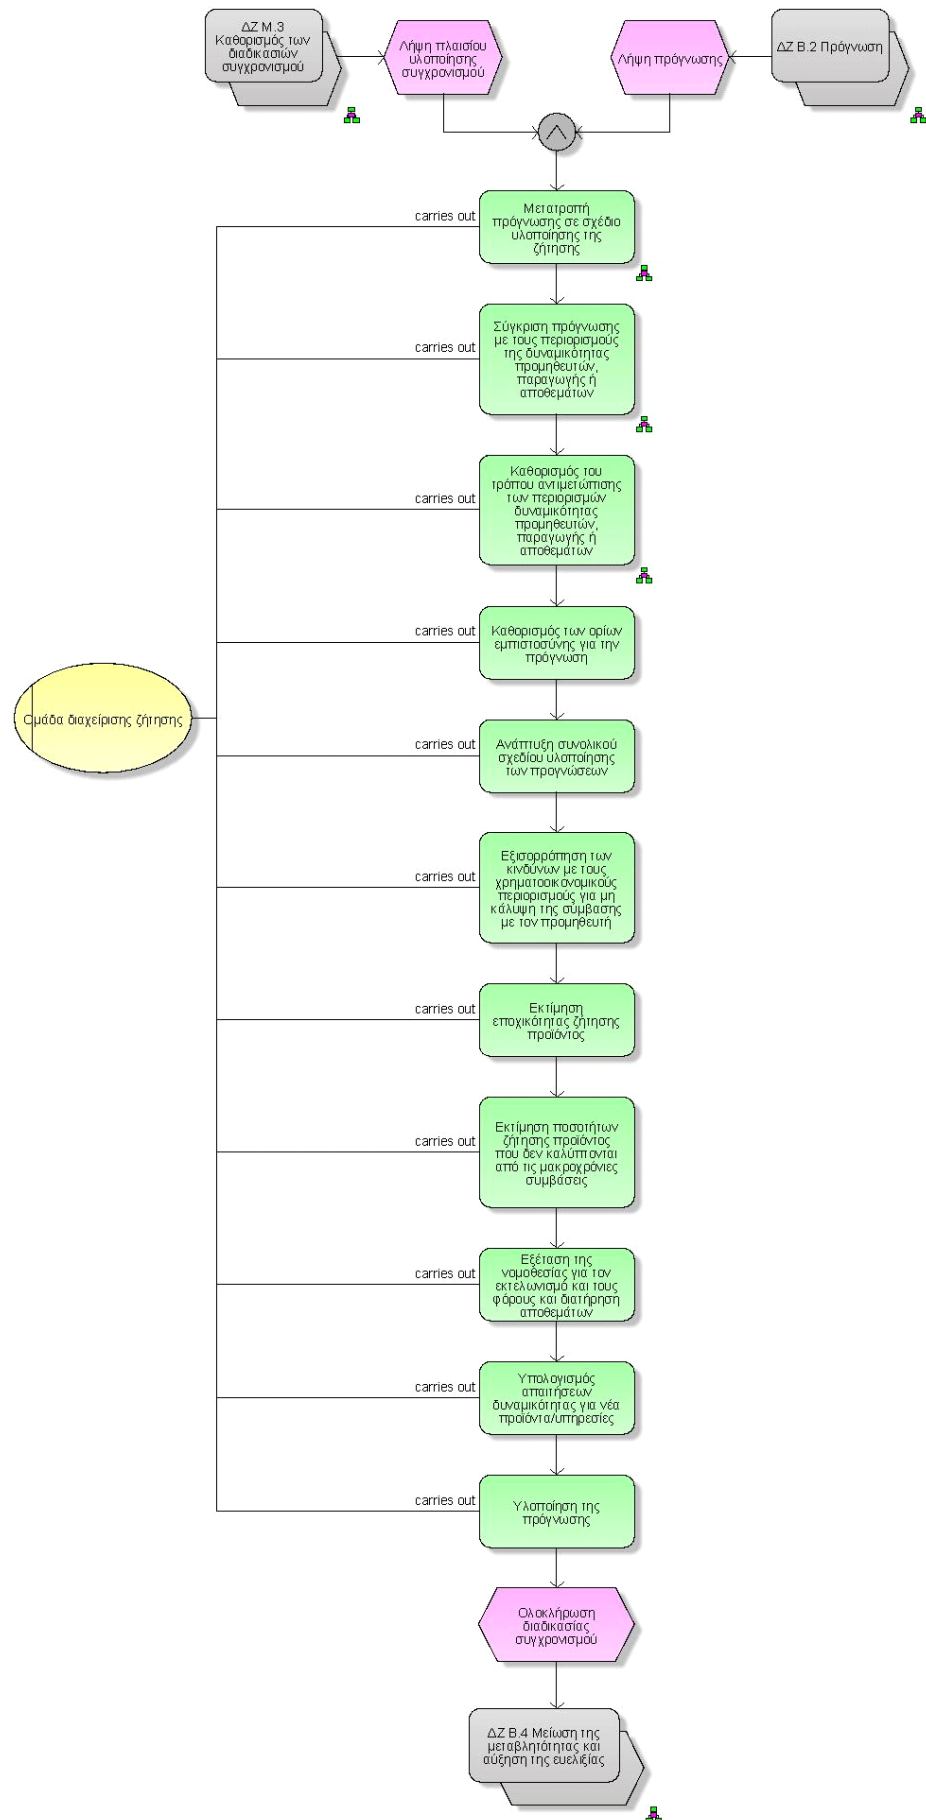 ΔΖ Μ.3
Καθορισμός των
διαδικασιών
συγχρονισμού
Λήψη πλαισίου
υλοποίησης
συγχρονισμού
Λήψη πρόγνωσης
ΔΖ Β.2 Πρόγνωση
carries out
Μετατροπή
πρόγνωσης σε σχέδιο
υλοποίησης της
ζήτησης
carries out
Σύγκριση πρόγνωσης
με τους περιορισμούς
της δυναμικότητας
προμηθευτών,
παραγωγής ή
αποθεμάτων
carries out
Καθορισμός του
τρόπου αντιμετώπισης
των περιορισμών
δυναμικότητας
προμηθευτών,
παραγωγής ή
αποθεμάτων
carries out
Καθορισμός των ορίων
εμπιστοσύνης για την
πρόγνωση
Ομάδα διαχείρισης ζήτησης
carries out
Ανάπτυξη συνολικού
σχεδίου υλοποίησης
των προγνώσεων
carries out
Εξισορρόπηση των
κινδύνων με τους
χρηματοοικονομικούς
περιορισμούς για μη
κάλυψη της σύμβασης
με τον προμηθευτή
carries out
Εκτίμηση
εποχικότητας ζήτησης
προϊόντος
carries out
Εκτίμηση ποσοτήτων
ζήτησης προϊόντος
που δεν καλύπτονται
από τις μακροχρόνιες
συμβάσεις
carries out
Εξέταση της
νομοθεσίας για τον
εκτελωνισμό και τους
φόρους και διατήρηση
αποθεμάτων
carries out
Υπολογισμός
απαιτήσεων
δυναμικότητας για νέα
προϊόντα/υπηρεσίες
carries out
Υλοποίηση της
πρόγνωσης
Ολοκλήρωση
διαδικασίας
συγχρονισμού
ΔΖ Β.4 Μείωση της
μεταβλητότητας και
αύξηση της ευελιξίας